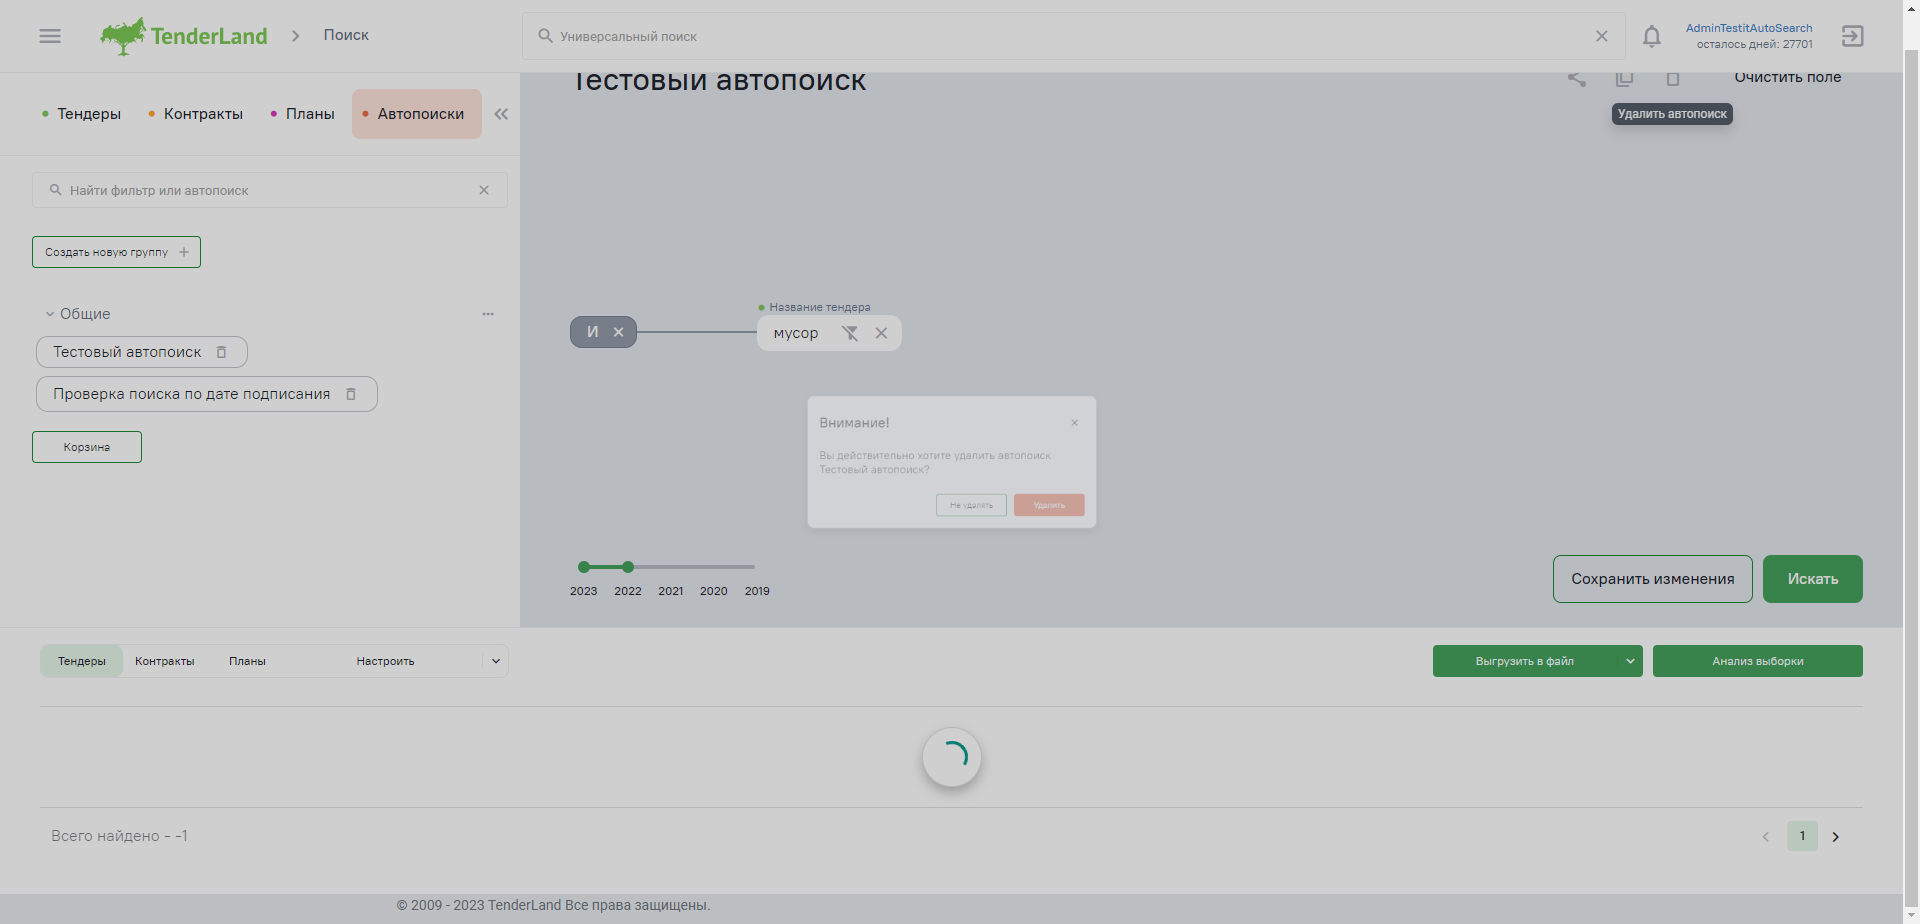 TenderLand
Поиск
Универсальный поиск
AdminTestitAutoSearch
осталось дней: 27701
Тендеры
Контракты
Планы
Автопоиски
Тестовый автопоиск
Очистить поле
Удалить автопоиск
Найти фильтр или автопоиск
Создать новую группу
Общие
Тестовый автопоиск
Проверка поиска по дате подписания
Корзина
Название тендера
И
мусор
Внимание!
Вы действительно хотите удалить автопоиск
Тестовый автопоиск?
Не удалять
Удалить
2023 2022 2021 2020 2019
Сохранить изменения
Искать
Тендеры
Контракты
Планы
Настроить
Выгрузить в файл
Анализ выборки
Всего найдено - -1
1
© 2009 - 2023 TenderLand Все права защищены.